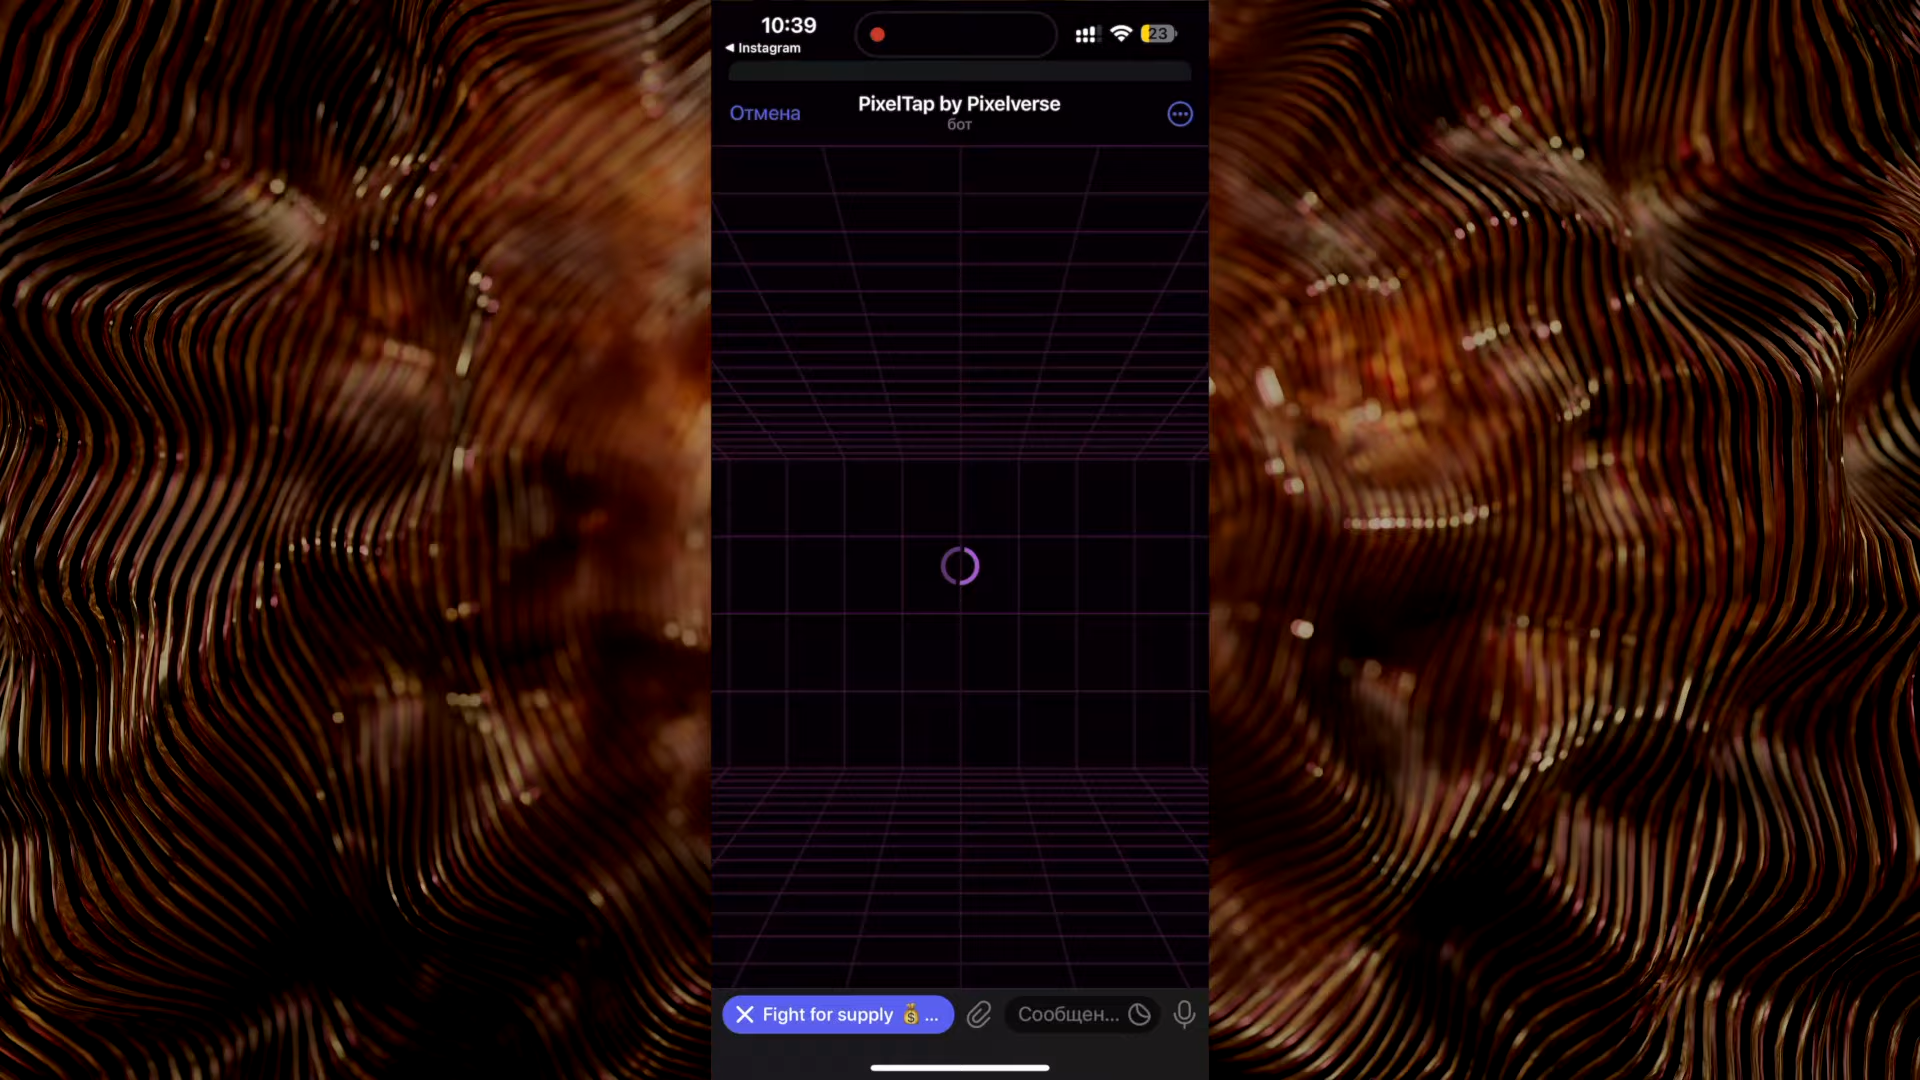 10:39
◀ Instagram
23
Отмена
PixelTap by Pixelverse
бот
Fight for supply 💰 ...
Сообщен...